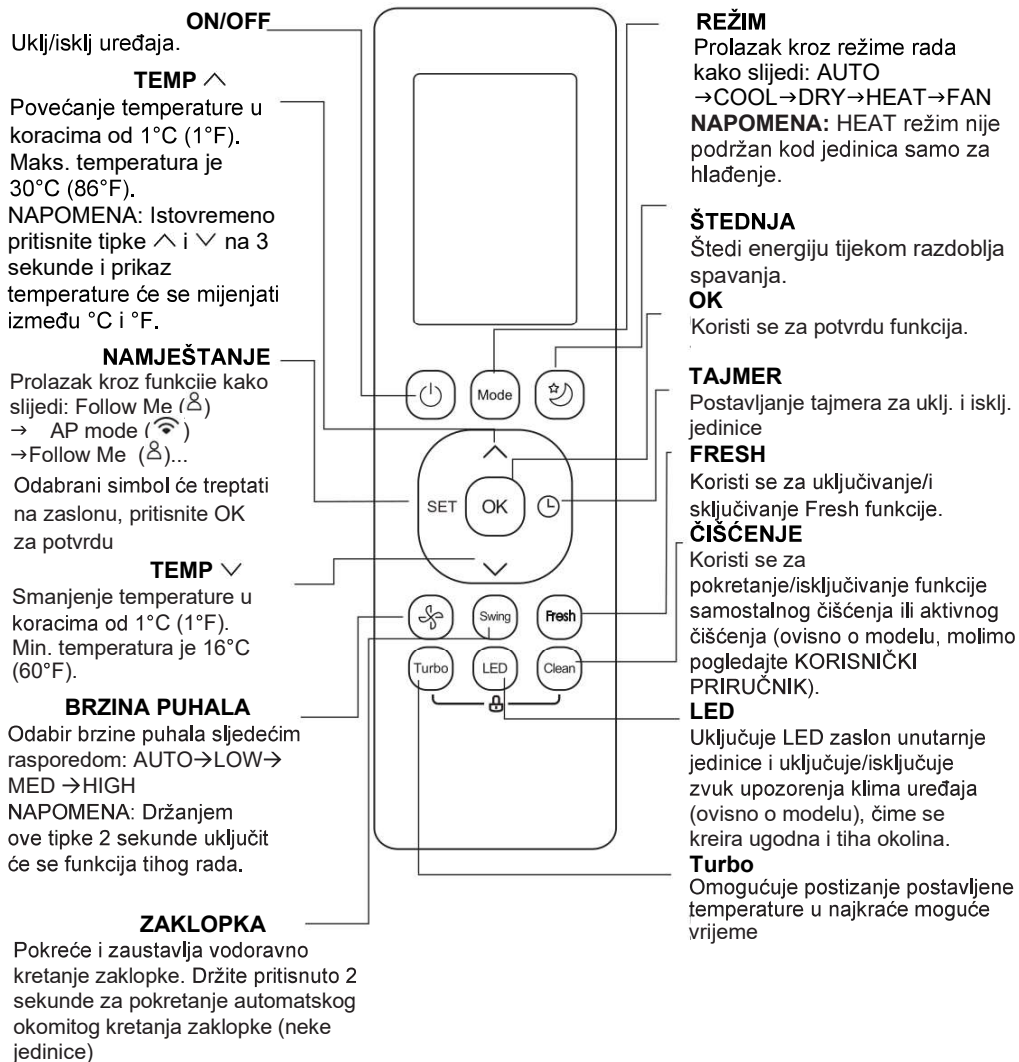 ON/OFF
Uklj/isklj uređaja.
TEMP ︿
Povećanje temperature u
koracima od 1°C (1°F).
Maks. temperatura je
30°C (86°F).
NAPOMENA: Istovremeno
pritisnite tipke ︿ i ﹀ na 3
sekunde i prikaz
temperature će se mijenjati
između °C i °F.
NAMJEŠTANJE
Prolazak kroz funkciie kako
slijedi: Follow Me ( )
→ AP mode ( )
→Follow Me ( )...
Odabrani simbol će treptati
na zaslonu, pritisnite OK
za potvrdu
TEMP ﹀
Smanjenje temperature u
koracima od 1°C (1°F).
Min. temperatura je 16°C
(60°F).
BRZINA PUHALA
Odabir brzine puhala sljedećim
rasporedom: AUTO→LOW→
MED →HIGH
NAPOMENA: Držanjem
ove tipke 2 sekunde uključit
će se funkcija tihog rada.
ZAKLOPKA
Pokreće i zaustavlja vodoravno
kretanje zaklopke. Držite pritisnuto 2
sekunde za pokretanje automatskog
okomitog kretanja zaklopke (neke
jedinice)
Mode
SET
OK
Swing
Fresh
Turbo
LED
Clean
REŽIM
Prolazak kroz režime rada
kako slijedi: AUTO
→COOL→DRY→HEAT→FAN
NAPOMENA: HEAT režim nije
podržan kod jedinica samo za
hlađenje.
ŠTEDNJA
Štedi energiju tijekom razdoblja
spavanja.
OK
Koristi se za potvrdu funkcija.
TAJMER
Postavljanje tajmera za uklj. i isklj.
jedinice
FRESH
Koristi se za uključivanje/i
sključivanje Fresh funkcije.
ČIŠĆENJE
Koristi se za
pokretanje/isključivanje funkcije
samostalnog čišćenja ili aktivnog
čišćenja (ovisno o modelu, molimo
pogledajte KORISNIČKI
PRIRUČNIK).
LED
Uključuje LED zaslon unutarnje
jedinice i uključuje/isključuje
zvuk upozorenja klima uređaja
(ovisno o modelu), čime se
kreira ugodna i tiha okolina.
Turbo
Omogućuje postizanje postavljene
temperature u najkraće moguće
vrijeme